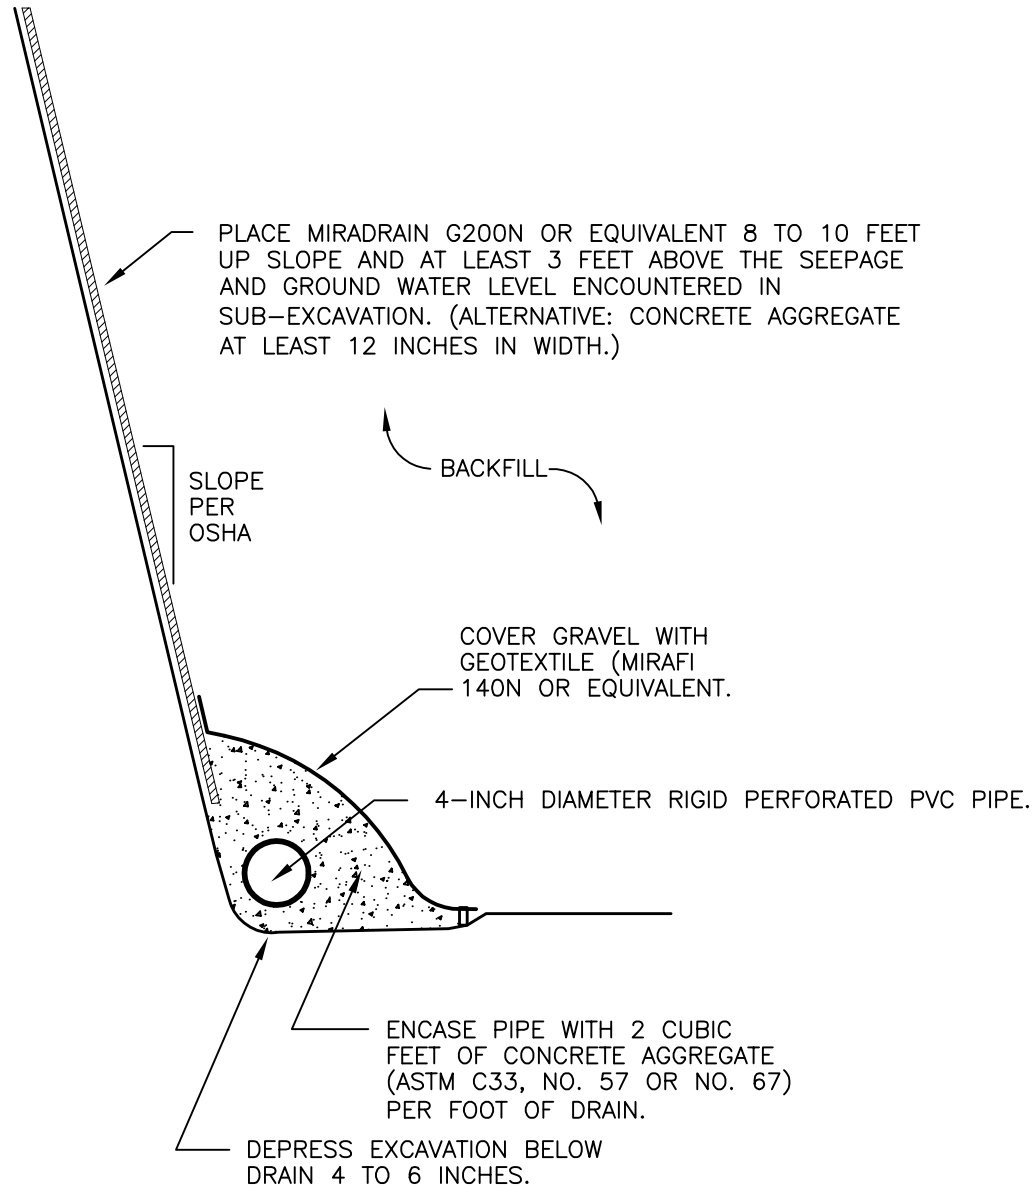 PLACE MIRADRAIN G200N OR EQUIVALENT 8 TO 10 FEET
UP SLOPE AND AT LEAST 3 FEET ABOVE THE SEEPAGE
AND GROUND WATER LEVEL ENCOUNTERED IN
SUB-EXCAVATION. (ALTERNATIVE: CONCRETE AGGREGATE
AT LEAST 12 INCHES IN WIDTH.)
BACKFILL
SLOPE
PER
OSHA
COVER GRAVEL WITH
GEOTEXTILE (MIRAFI
140N OR EQUIVALENT.
4-INCH DIAMETER RIGID PERFORATED PVC PIPE.
ENCASE PIPE WITH 2 CUBIC
FEET OF CONCRETE AGGREGATE
(ASTM C33, NO. 57 OR NO. 67)
PER FOOT OF DRAIN.
DEPRESS EXCAVATION BELOW
DRAIN 4 TO 6 INCHES.